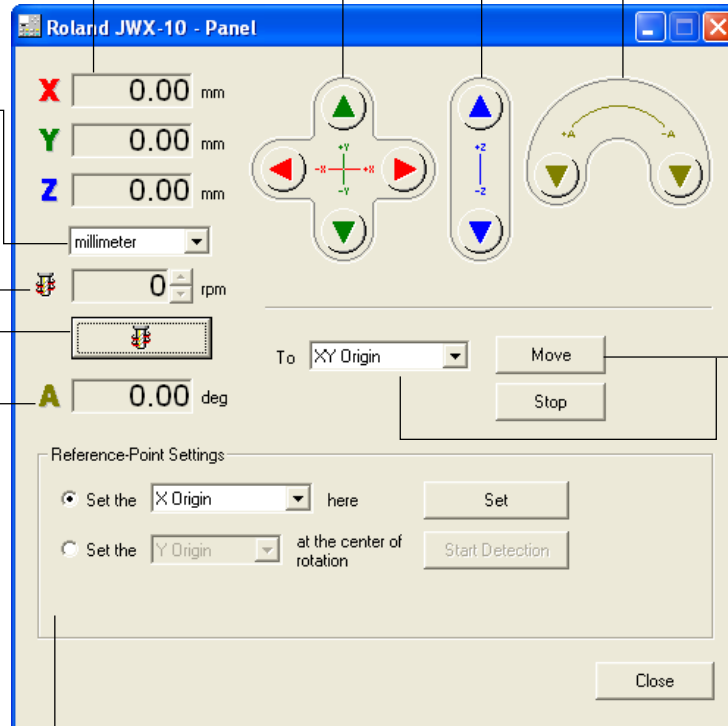 Roland JWX-10 - Panel
X 0.00 mm
Y 0.00 mm
Z 0.00 mm
millimeter
0 rpm
A 0.00 deg
+Y
-X +X
-Y
+Z
-Z
+A -A
To XY Origin Move
Stop
Reference-Point Settings
Set the X Origin here Set
Set the Y Origin at the center of
rotation Start Detection
Close